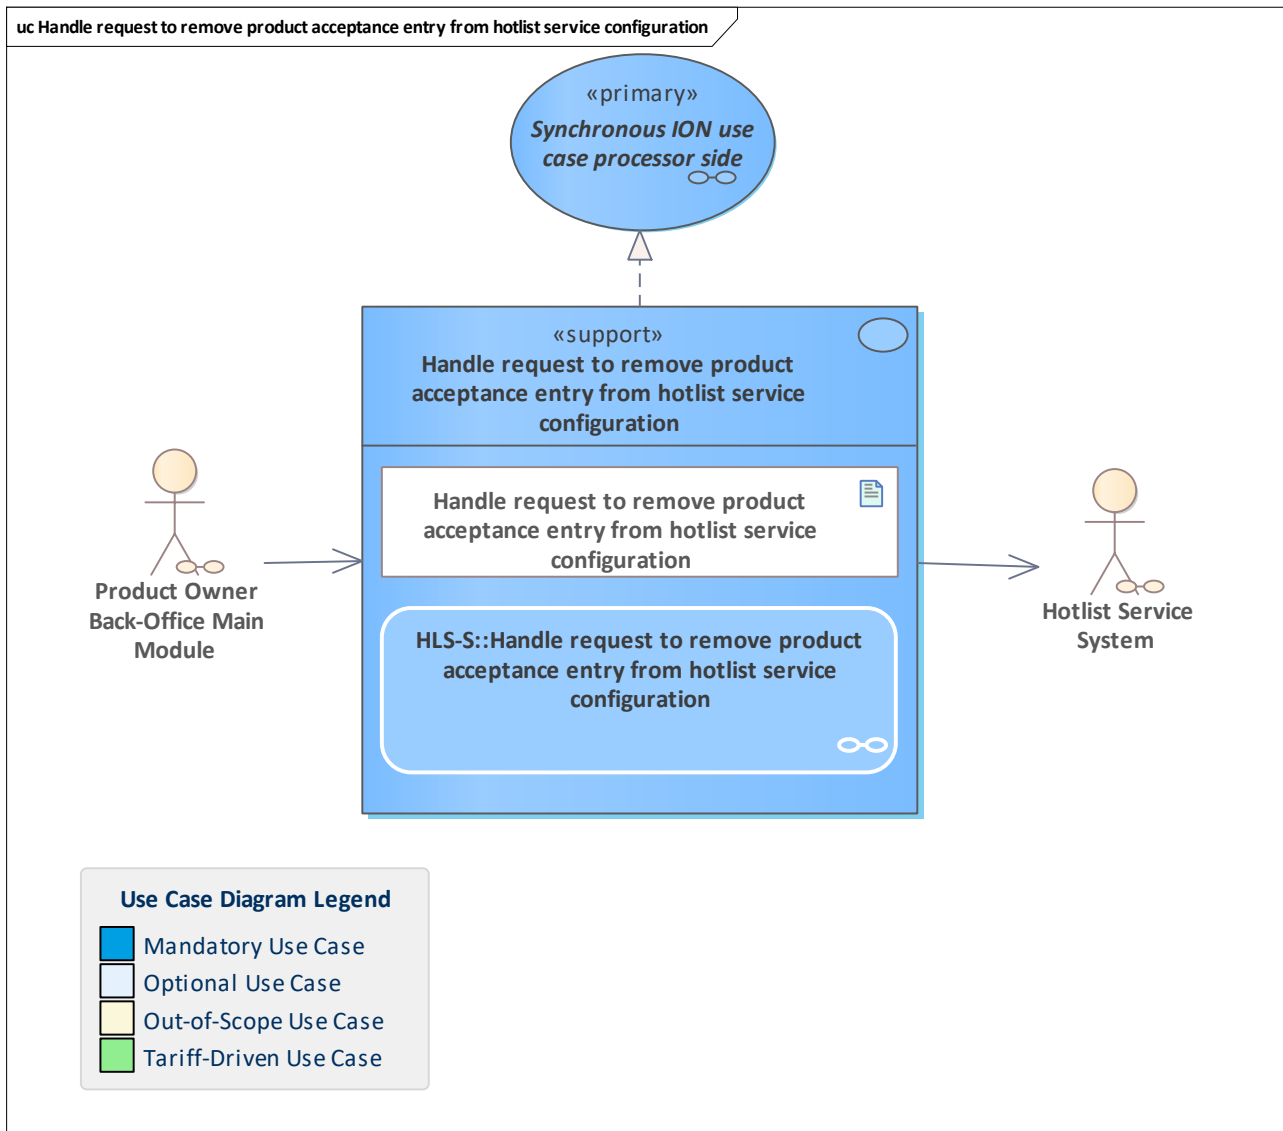 uc Handle request to remove product acceptance entry from hotlist service configuration
«primary»
Synchronous ION use
case processor side
«support»
Handle request to remove product
acceptance entry from hotlist service
configuration
Handle request to remove product
acceptance entry from hotlist service
configuration
HLS-S::Handle request to remove product
acceptance entry from hotlist service
configuration
Product Owner
Back-Office Main
Module
Hotlist Service
System
Use Case Diagram Legend
Mandatory Use Case
Optional Use Case
Out-of-Scope Use Case
Tariff-Driven Use Case